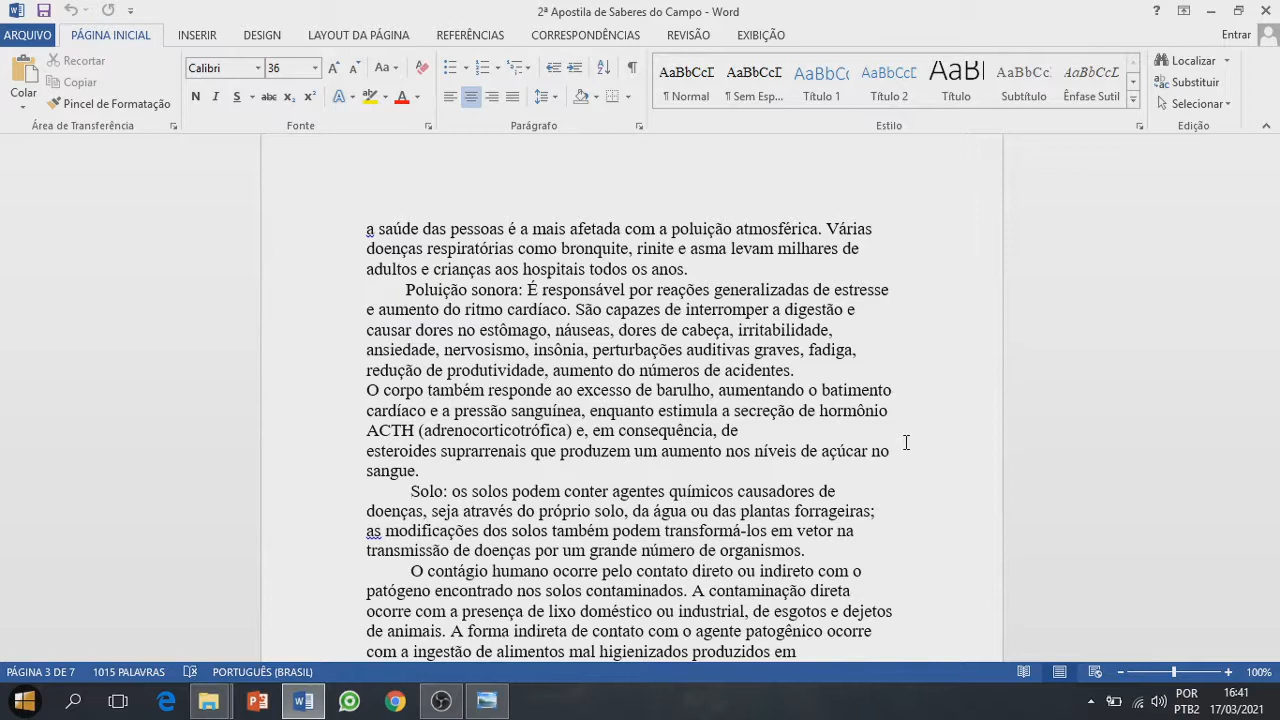 2ª Apostila de Saberes do Campo - Word
?
ARQUIVO PÁGINA INICIAL INSERIR DESIGN LAYOUT DA PÁGINA REFERÊNCIAS CORRESPONDÊNCIAS REVISÃO EXIBIÇÃO Entrar
Colar
Recortar
Copiar
Pincel de Formatação
Área de Transferência
Calibri 36
N I S abc x₂ x²
Fonte
Parágrafo
AaBbCcD AaBbCcD AaBbC( AaBbCcC AaBl AaBbCcD AaBbCcD
¶ Normal ¶ Sem Esp... Título 1 Título 2 Título Subtítulo Ênfase Sutil
Estilo
Localizar
Substituir
Selecionar
Edição
a saúde das pessoas é a mais afetada com a poluição atmosférica. Várias
doenças respiratórias como bronquite, rinite e asma levam milhares de
adultos e crianças aos hospitais todos os anos.
Poluição sonora: É responsável por reações generalizadas de estresse
e aumento do ritmo cardíaco. São capazes de interromper a digestão e
causar dores no estômago, náuseas, dores de cabeça, irritabilidade,
ansiedade, nervosismo, insônia, perturbações auditivas graves, fadiga,
redução de produtividade, aumento do números de acidentes.
O corpo também responde ao excesso de barulho, aumentando o batimento
cardíaco e a pressão sanguínea, enquanto estimula a secreção de hormônio
ACTH (adrenocorticotrófica) e, em consequência, de
esteroides suprarrenais que produzem um aumento nos níveis de açúcar no
sangue.
Solo: os solos podem conter agentes químicos causadores de
doenças, seja através do próprio solo, da água ou das plantas forrageiras;
as modificações dos solos também podem transformá-los em vetor na
transmissão de doenças por um grande número de organismos.
O contágio humano ocorre pelo contato direto ou indireto com o
patógeno encontrado nos solos contaminados. A contaminação direta
ocorre com a presença de lixo doméstico ou industrial, de esgotos e dejetos
de animais. A forma indireta de contato com o agente patogênico ocorre
com a ingestão de alimentos mal higienizados produzidos em
PÁGINA 3 DE 7 1015 PALAVRAS PORTUGUÊS (BRASIL) 100%
POR 16:41
PTB2 17/03/2021